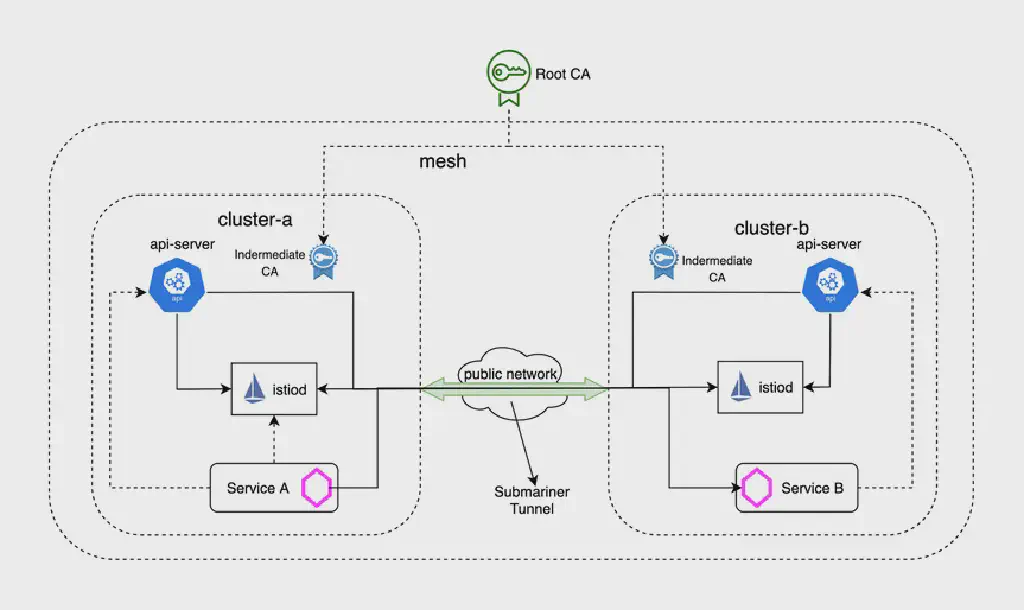 Root CA
mesh
cluster-a
cluster-b
api-server
api-server
Indermediate
CA
Indermediate
CA
api
api
public network
istiod
istiod
Service A
Submariner
Tunnel
Service B